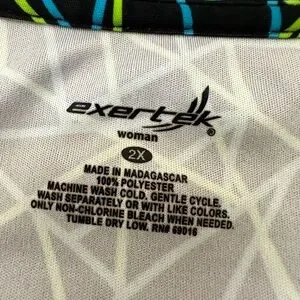 exertek®
woman
2X
MADE IN MADAGASCAR
100% POLYESTER
MACHINE WASH COLD. GENTLE CYCLE.
WASH SEPARATELY OR WITH LIKE COLORS.
ONLY NON-CHLORINE BLEACH WHEN NEEDED.
TUMBLE DRY LOW. RN# 69016